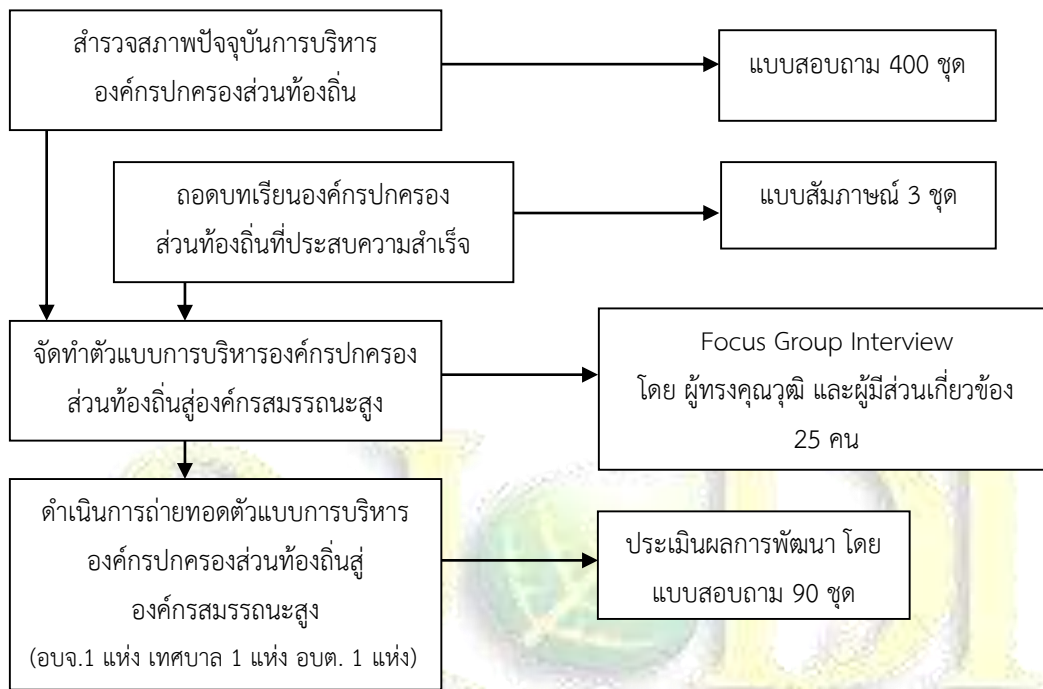 สำรวจสภาพปัจจุบันการบริหาร
องค์กรปกครองส่วนท้องถิ่น
แบบสอบถาม 400 ชุด
ถอดบทเรียนองค์กรปกครอง
ส่วนท้องถิ่นที่ประสบความสำเร็จ
แบบสัมภาษณ์ 3 ชุด
จัดทำตัวแบบการบริหารองค์กรปกครอง
ส่วนท้องถิ่นสู่องค์กรสมรรถนะสูง
Focus Group Interview
โดย ผู้ทรงคุณวุฒิ และผู้มีส่วนเกี่ยวข้อง
25 คน
ดำเนินการถ่ายทอดตัวแบบการบริหาร
องค์กรปกครองส่วนท้องถิ่นสู่
องค์กรสมรรถนะสูง
(อบจ.1 แห่ง เทศบาล 1 แห่ง อบต. 1 แห่ง)
ประเมินผลการพัฒนา โดย
แบบสอบถาม 90 ชุด